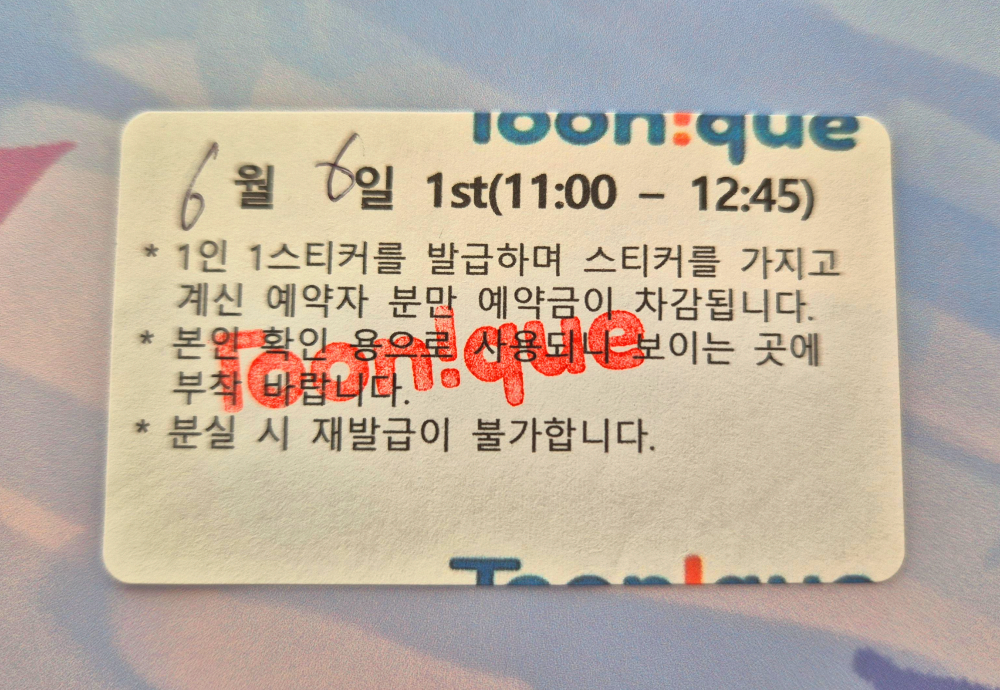 Toon!que
6월 6일 1st(11:00 – 12:45)
* 1인 1스티커를 발급하며 스티커를 가지고
계신 예약자 분만 예약금이 차감됩니다.
* 본인 확인 용으로 사용되니 보이는 곳에
부착 바랍니다.
Toon!que
* 분실 시 재발급이 불가합니다.
Toon!que